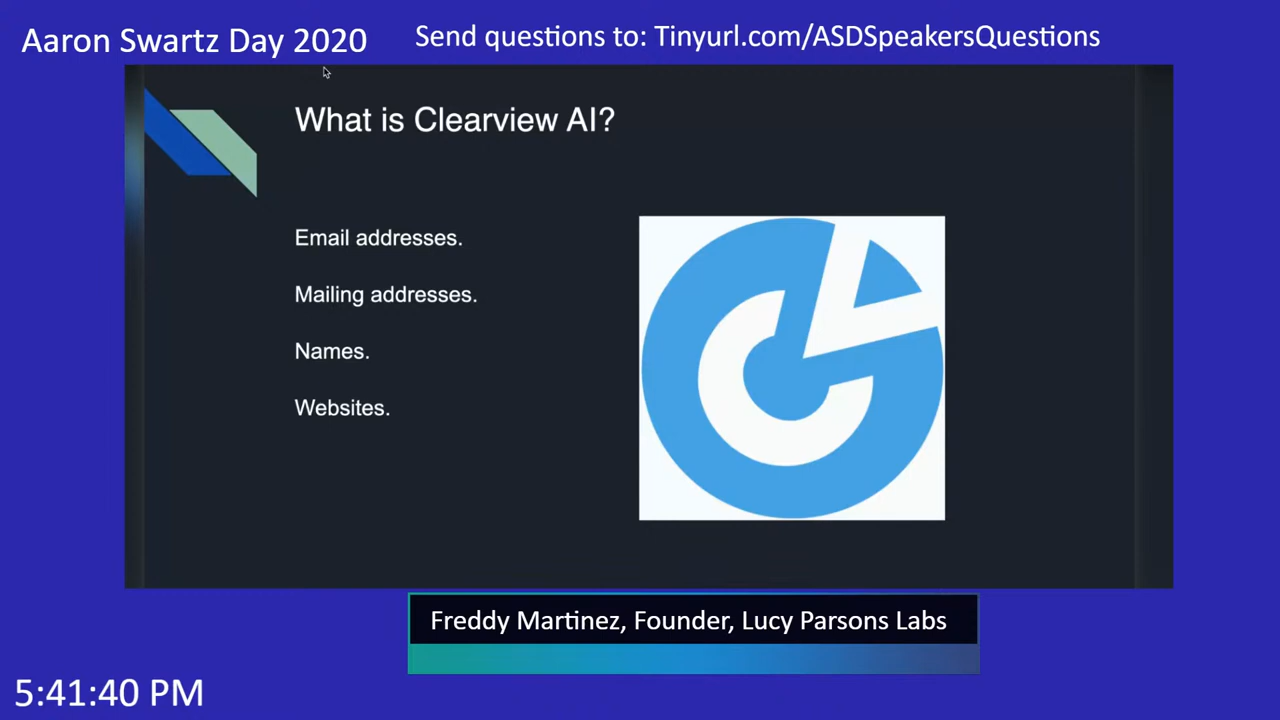 Aaron Swartz Day 2020
Send questions to: Tinyurl.com/ASDSpeakersQuestions
What is Clearview AI?
Email addresses.
Mailing addresses.
Names.
Websites.
Freddy Martinez, Founder, Lucy Parsons Labs
5:41:40 PM